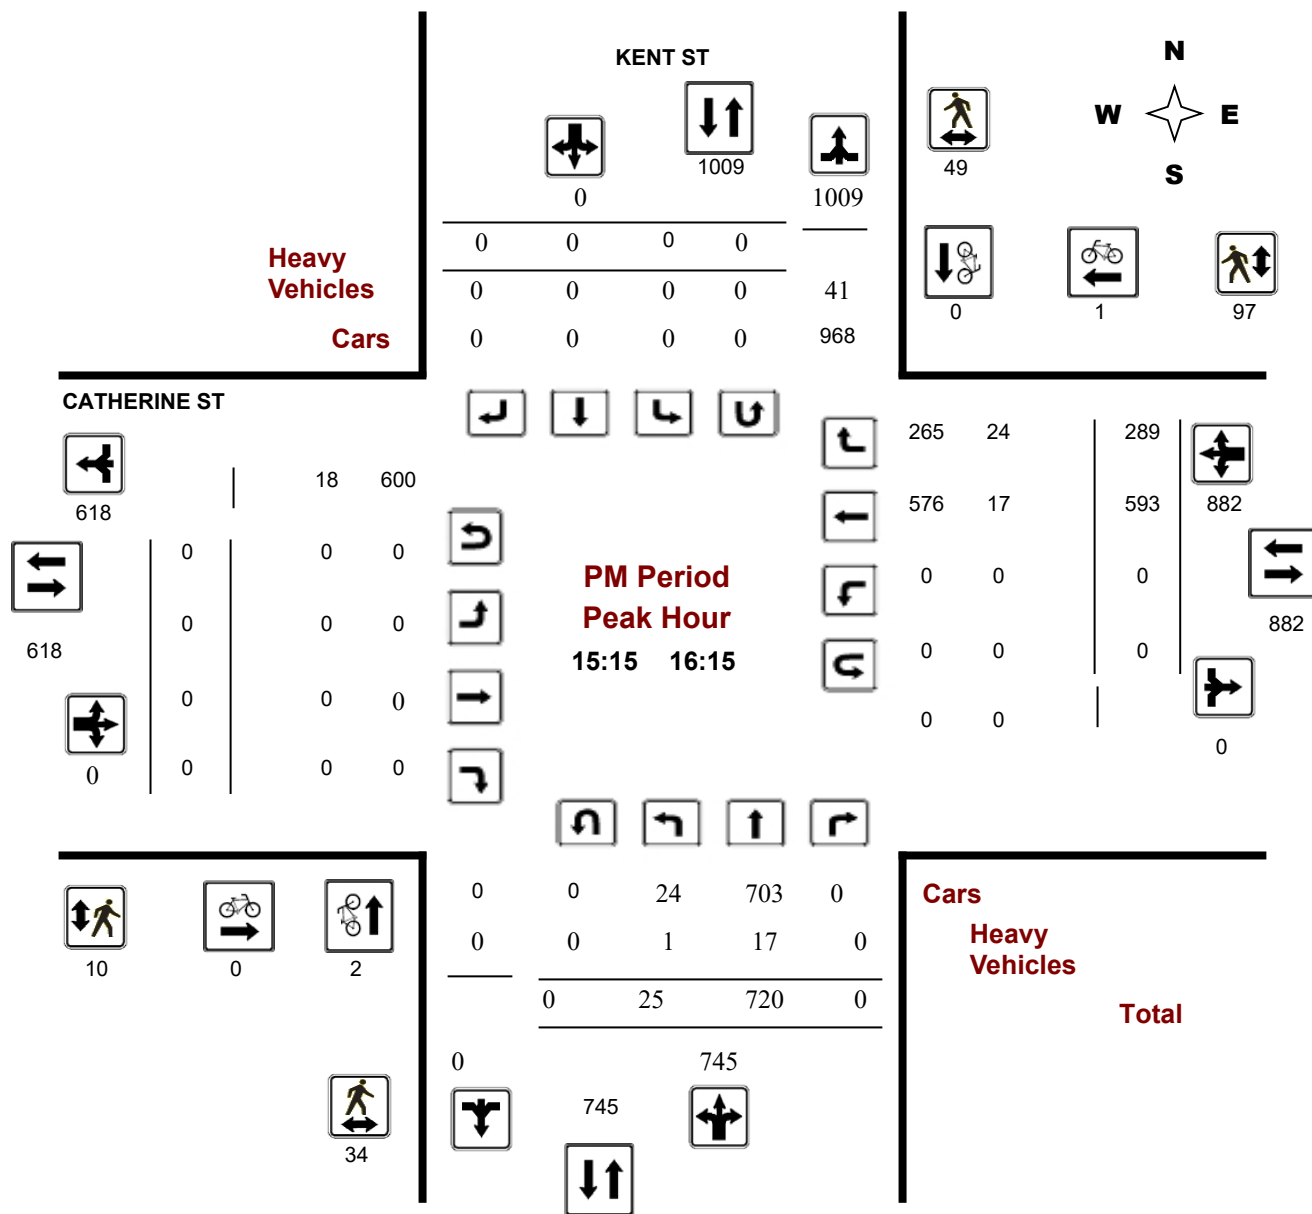 KENT ST
N
W E
S
1009
49
0
1009
0 0 0 0
Heavy
Vehicles
0 0 0 0 41
Cars
0 0 0 0 968
0 1 97
CATHERINE ST
265 24 289
18 600
618
576 17 593 882
0 0 0
0 0 0
PM Period
Peak Hour
15:15 16:15
0 0 0
0 0 0
618
882
0 0 0
0 0
0
0
0 0 0
0 0 24 703 0
Cars
0 0 1 17 0
Heavy
Vehicles
10 0 2
0 25 720 0
Total
0 745
745
34